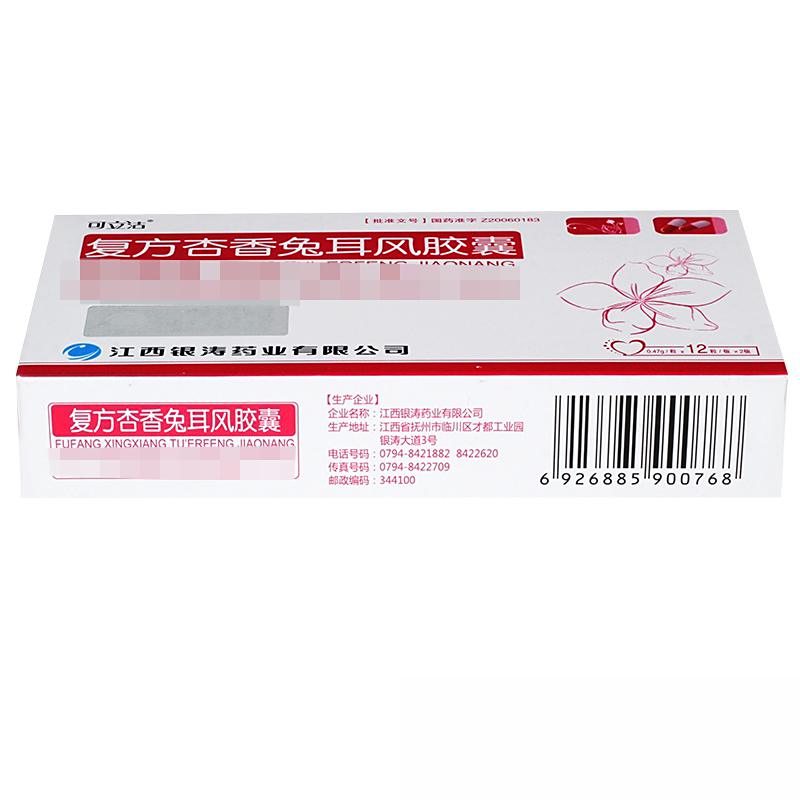 可立洁®
【批准文号】国药准字 Z20060183
复方杏香兔耳风胶囊
江西银涛药业有限公司
0.47g/粒 x 12粒/板 x2板
复方杏香兔耳风胶囊
FUFANG XINGXIANG TU'ERFENG JIAONANG
【生产企业】
企业名称：江西银涛药业有限公司
生产地址：江西省抚州市临川区才都工业园
银涛大道3号
电话号码：0794-8421882 8422620
传真号码：0794-8422709
邮政编码：344100
6 926885 900768